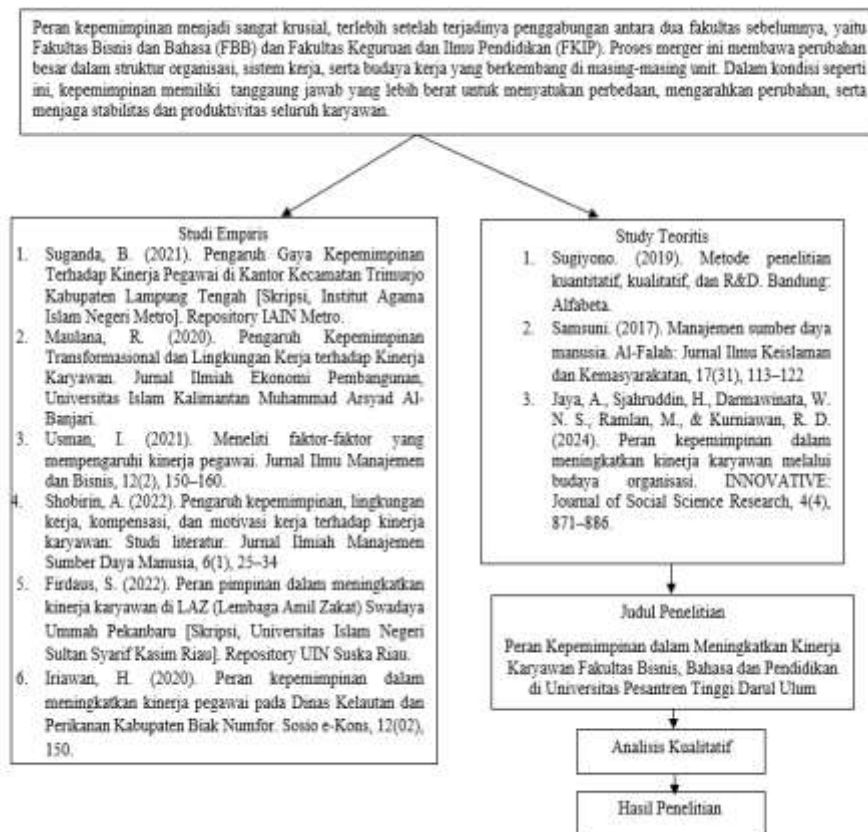 Peran kepemimpinan menjadi sangat krusial, terlebih setelah terjadinya penggabungan antara dua fakultas sebelumnya, yaitu
Fakultas Bisnis dan Bahasa (FBB) dan Fakultas Keguruan dan Ilmu Pendidikan (FKIP). Proses merger ini membawa perubahan
besar dalam struktur organisasi, sistem kerja, serta budaya kerja yang berkembang di masing-masing unit. Dalam kondisi seperti
ini, kepemimpinan memiliki tanggaung jawab yang lebih berat untuk menyatukan perbedaan, mengarahkan perubahan, serta
menjaga stabilitas dan produktivitas seluruh karyawan.
Studi Empiris
1. Suganda, B. (2021). Pengaruh Gaya Kepemimpinan
Terhadap Kinerja Pegawai di Kantor Kecamatan Trimurjo
Kabupaten Lampung Tengah [Skripsi, Institut Agama
Islam Negeri Metro]. Repository IAIN Metro.
2. Maulana, R. (2020). Pengaruh Kepemimpinan
Transformasional dan Lingkungan Kerja terhadap Kinerja
Karyawan. Jurnal Ilmiah Ekonomi Pembangunan,
Universitas Islam Kalimantan Muhammad Arsyad Al-
Banjari.
3. Usman, I. (2021). Meneliti faktor-faktor yang
mempengaruhi kinerja pegawai. Jurnal Ilmu Manajemen
dan Bisnis, 12(2), 150–160.
4. Shobirin, A. (2022). Pengaruh kepemimpinan, lingkungan
kerja, kompensasi, dan motivasi kerja terhadap kinerja
karyawan: Studi literatur. Jurnal Ilmiah Manajemen
Sumber Daya Manusia, 6(1), 25–34
5. Firdaus, S. (2022). Peran pimpinan dalam meningkatkan
kinerja karyawan di LAZ (Lembaga Amil Zakat) Swadaya
Ummah Pekanbaru [Skripsi, Universitas Islam Negeri
Sultan Syarif Kasim Riau]. Repository UIN Suska Riau.
6. Iriawan, H. (2020). Peran kepemimpinan dalam
meningkatkan kinerja pegawai pada Dinas Kelautan dan
Perikanan Kabupaten Biak Numfor. Sosio e-Kons, 12(02),
150.
Study Teoritis
1. Sugiyono. (2019). Metode penelitian
kuantitatif, kualitatif, dan R&D. Bandung:
Alfabeta.
2. Samsuni. (2017). Manajemen sumber daya
manusia. Al-Falah: Jurnal Ilmu Keislaman
dan Kemasyarakatan, 17(31), 113–122
3. Jaya, A., Sjahruddin, H., Darmawinata, W.
N. S., Ramlan, M., & Kurniawan, R. D.
(2024). Peran kepemimpinan dalam
meningkatkan kinerja karyawan melalui
budaya organisasi. INNOVATIVE:
Journal of Social Science Research, 4(4),
871–886.
Judul Penelitian
Peran Kepemimpinan dalam Meningkatkan Kinerja
Karyawan Fakultas Bisnis, Bahasa dan Pendidikan
di Universitas Pesantren Tinggi Darul Ulum
Analisis Kualitatif
Hasil Penelitian